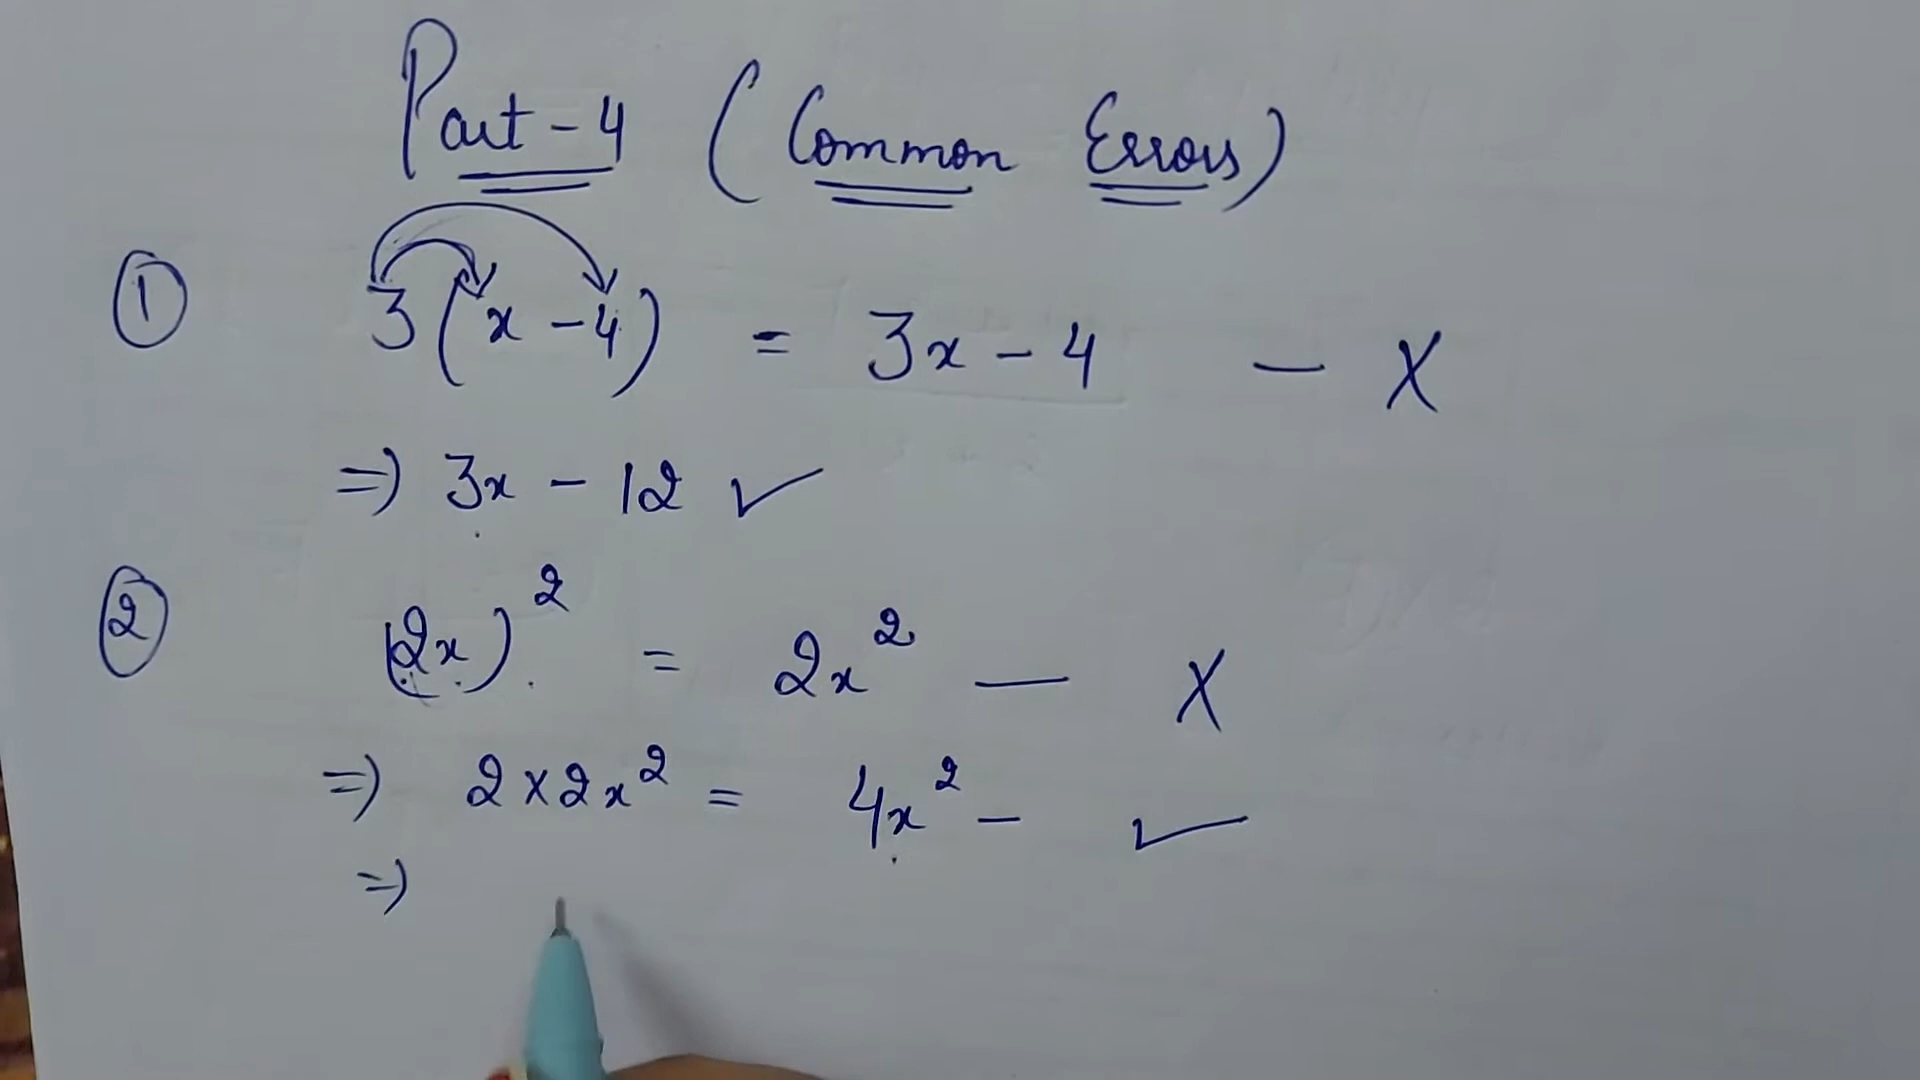 Part-4 (Common Errors)
① 3(x-4) = 3x-4 - X
=) 3x - 12 ✓
② (2x)² = 2x² - X
=) 2×2x² = 4x² - ✓
=)